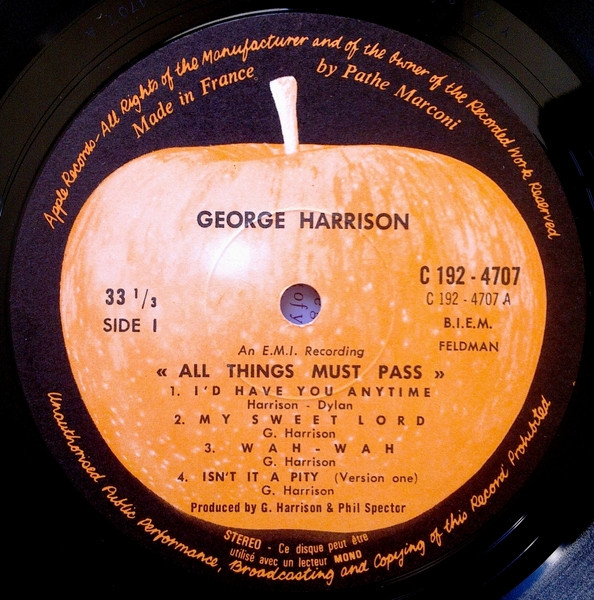 Apple Records–All Rights of the Manufacturer and of the Owner of the Recorded Work Reserved
Made in France
by Pathe Marconi
GEORGE HARRISON
33 1/3
SIDE I
C 192 - 4707
C 192 - 4707 A
B.I.E.M.
FELDMAN
An E.M.I. Recording
« ALL THINGS MUST PASS »
1. I'D HAVE YOU ANYTIME
Harrison - Dylan
2. MY SWEET LORD
G. Harrison
3. WAH - WAH
G. Harrison
4. ISN'T IT A PITY (Version one)
G. Harrison
Produced by G. Harrison & Phil Spector
STEREO - Ce disque peut être
utilisé avec un lecteur MONO
Unauthorised Public Performance, Broadcasting and Copying of this Record Prohibited